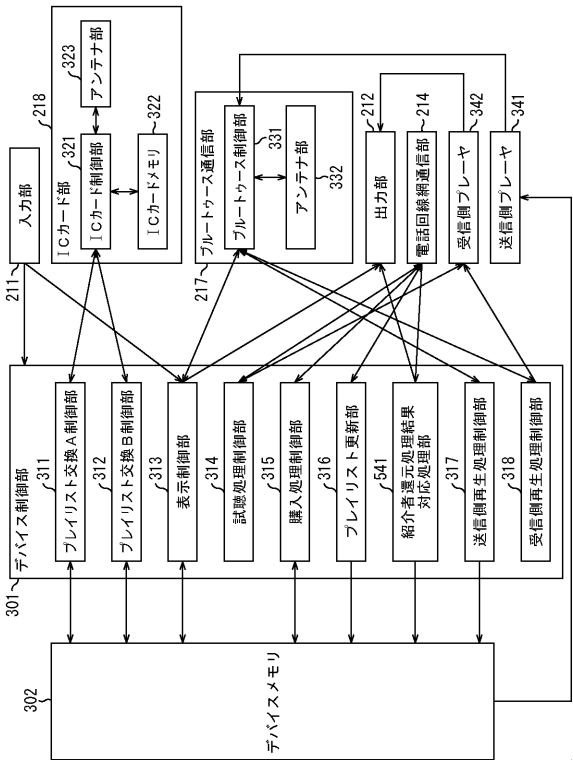 302
デバイスメモリ
301
デバイス制御部
311
プレイリスト交換A制御部
312
プレイリスト交換B制御部
313
表示制御部
314
試聴処理制御部
315
購入処理制御部
316
プレイリスト更新部
541
紹介者還元処理結果
対応処理部
317
送信側再生処理制御部
318
受信側再生処理制御部
211
入力部
218
ICカード部
321
ICカード制御部
323
アンテナ部
322
ICカードメモリ
217
ブルートゥース通信部
ブルートゥース制御部
331
アンテナ部
332
212
出力部
214
電話回線網通信部
342
受信側プレーヤ
341
送信側プレーヤ